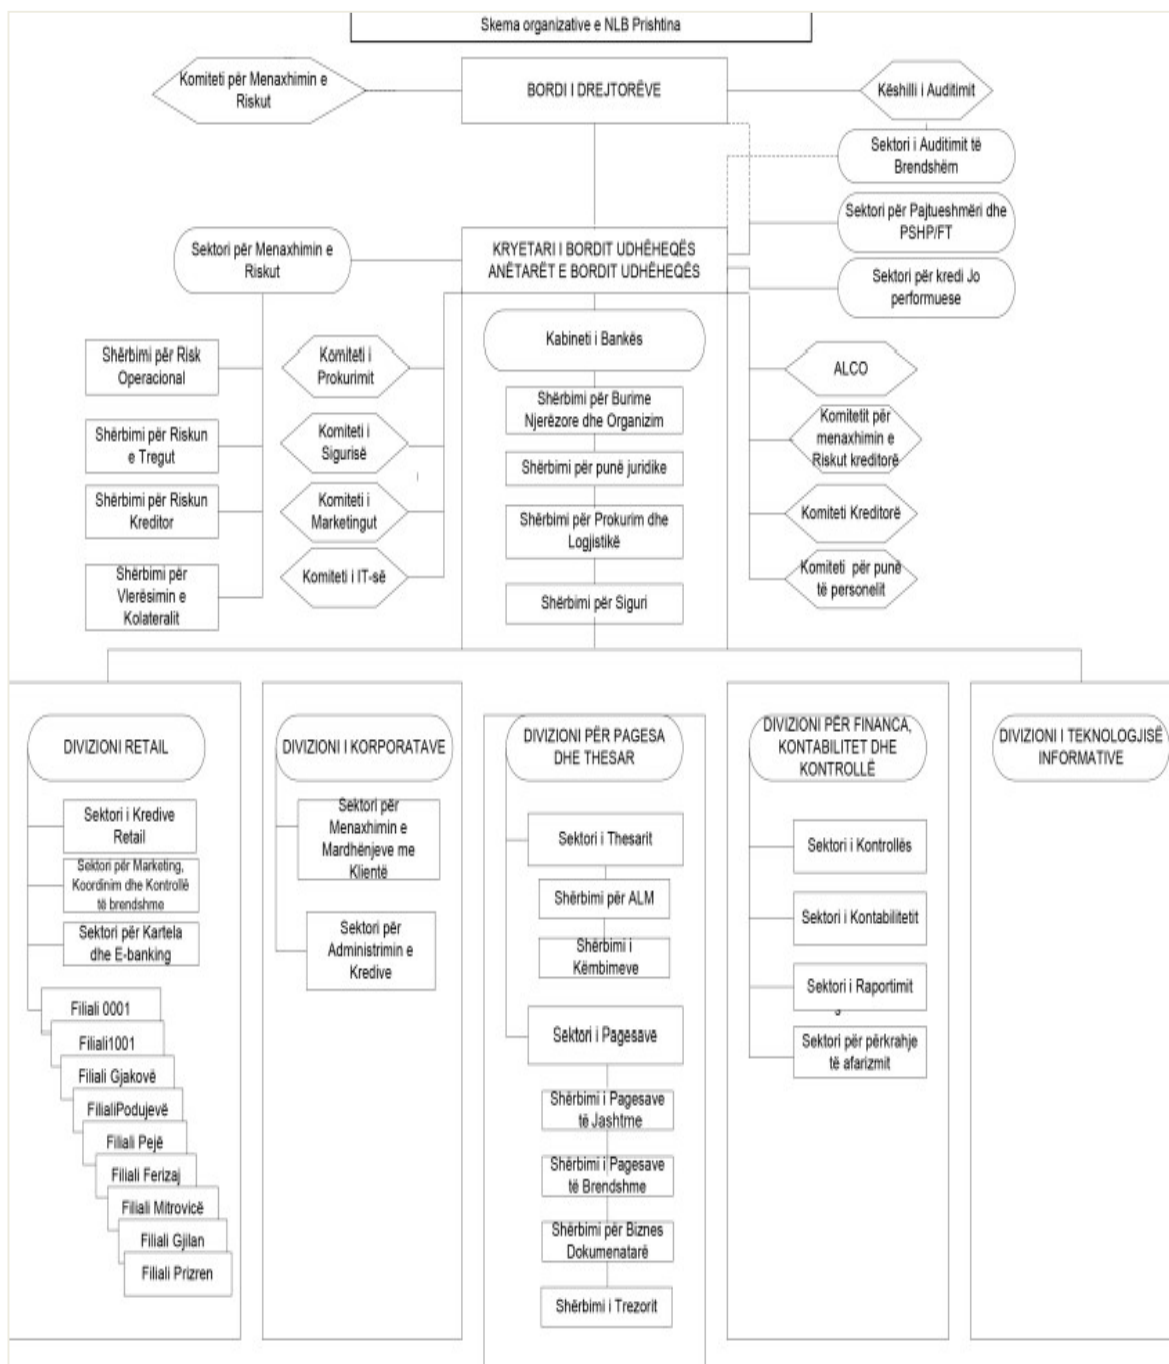 Skema organizative e NLB Prishtina
Komiteti për Menaxhimin e
Riskut
BORDI I DREJTORËVE
Këshilli i Auditimit
Sektori i Auditimit të
Brendshëm
Sektori për Pajtueshmëri dhe
PSHP/FT
Sektori për Menaxhimin e
Riskut
KRYETARI I BORDIT UDHËHEQËS
ANËTARËT E BORDIT UDHËHEQËS
Sektori për kredi Jo
performuese
Kabineti i Bankës
Shërbimi për Risk
Operacional
Komiteti i
Prokurimit
ALCO
Shërbimi për Burime
Njerëzore dhe Organizim
Shërbimi për Riskun
e Tregut
Komiteti i
Sigurisë
Komitetit për
menaxhimin e
Riskut kreditorë
Shërbimi për punë juridike
Shërbimi për Riskun
Kreditor
Komiteti i
Marketingut
Shërbimi për Prokurim dhe
Logjistikë
Komiteti Kreditorë
Shërbimi për
Vlerësimin e
Kolateralit
Komiteti i IT-së
Shërbimi për Siguri
Komiteti për punë
të personelit
DIVIZIONI RETAIL
Sektori i Kredive
Retail
Sektori për Marketing,
Koordinim dhe Kontrollë
të brendshme
Sektori për Kartela
dhe E-banking
Filiali 0001
Filiali1001
Filiali Gjakovë
FilialiPodujevë
Filiali Pejë
Filiali Ferizaj
Filiali Mitrovicë
Filiali Gjilan
Filiali Prizren
DIVIZIONI I KORPORATAVE
Sektori për
Menaxhimin e
Mardhënjeve me
Klientë
Sektori për
Administrimin e
Kredive
DIVIZIONI PËR PAGESA
DHE THESAR
Sektori i Thesarit
Shërbimi për ALM
Shërbimi i
Këmbimeve
Sektori i Pagesave
Shërbimi i Pagesave
të Jashtme
Shërbimi i Pagesave
të Brendshme
Shërbimi për Biznes
Dokumenatarë
Shërbimi i Trezorit
DIVIZIONI PËR FINANCA,
KONTABILITET DHE
KONTROLLË
Sektori i Kontrollës
Sektori i Kontabilitetit
Sektori i Raportimit
Sektori për përkrahje
të afarizmit
DIVIZIONI I TEKNOLOGJISË
INFORMATIVE